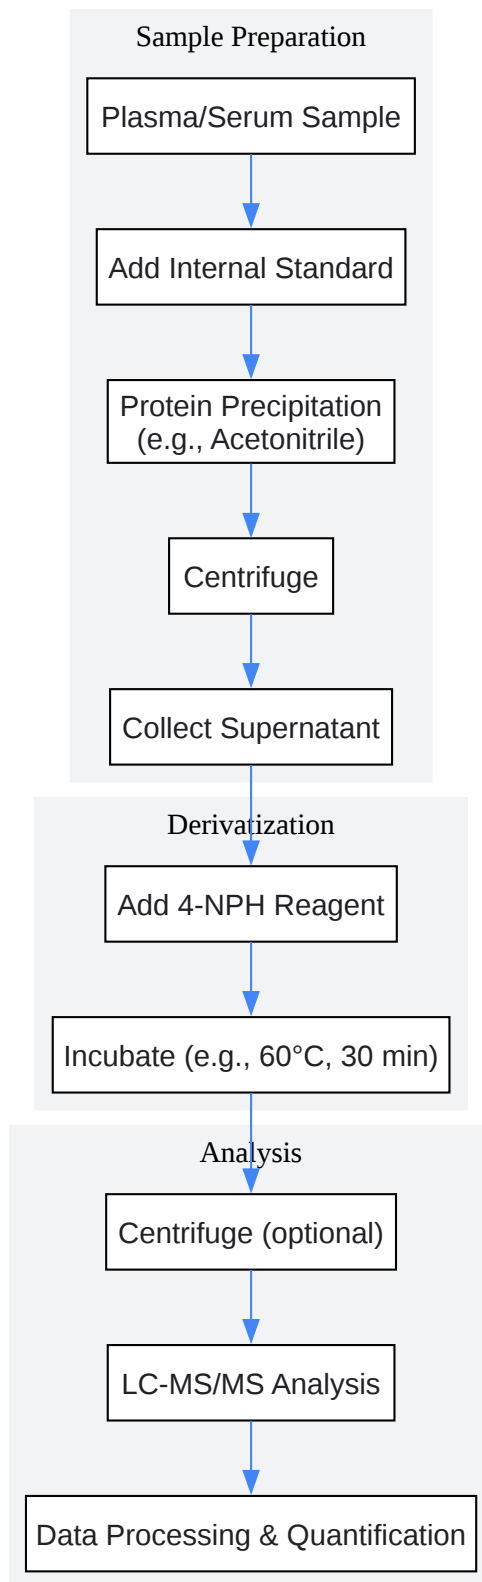 Sample Preparation
Plasma/Serum Sample
Add Internal Standard
Protein Precipitation
(e.g., Acetonitrile)
Centrifuge
Collect Supernatant
Derivatization
Add 4-NPH Reagent
Incubate (e.g., 60°C, 30 min)
Analysis
Centrifuge (optional)
LC-MS/MS Analysis
Data Processing & Quantification